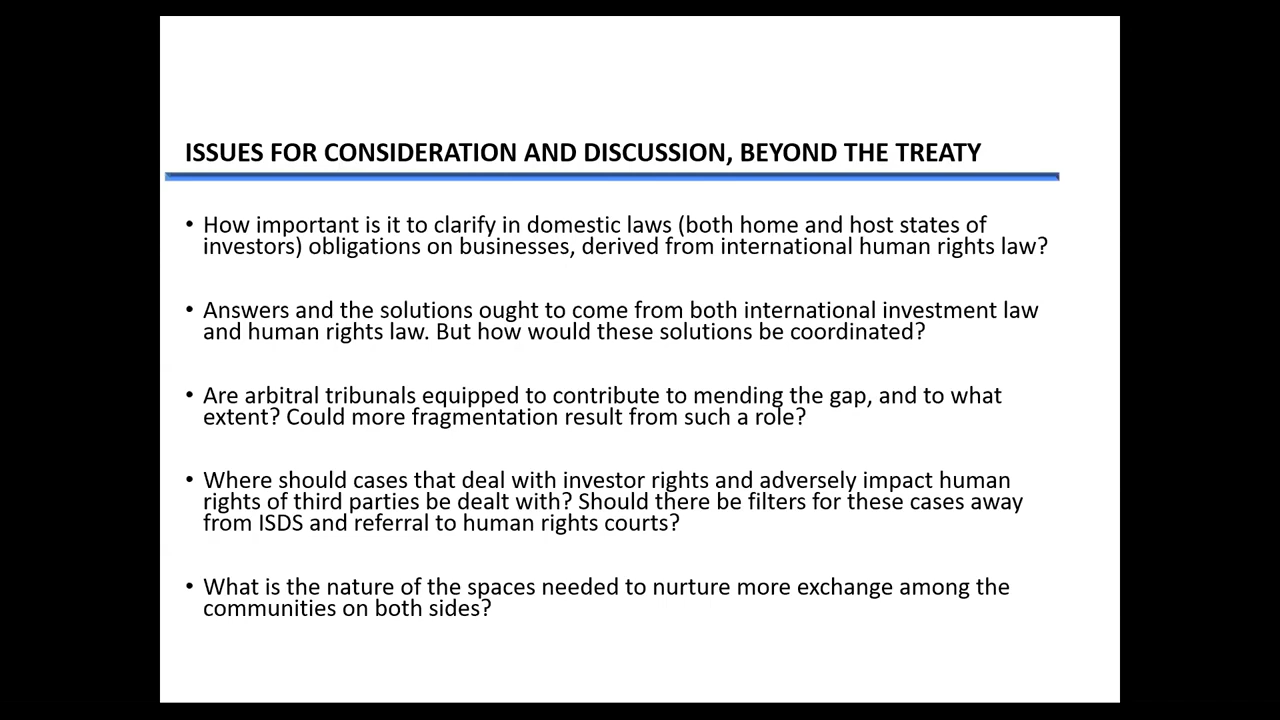 ISSUES FOR CONSIDERATION AND DISCUSSION, BEYOND THE TREATY
• How important is it to clarify in domestic laws (both home and host states of
investors) obligations on businesses, derived from international human rights law?
• Answers and the solutions ought to come from both international investment law
and human rights law. But how would these solutions be coordinated?
• Are arbitral tribunals equipped to contribute to mending the gap, and to what
extent? Could more fragmentation result from such a role?
• Where should cases that deal with investor rights and adversely impact human
rights of third parties be dealt with? Should there be filters for these cases away
from ISDS and referral to human rights courts?
• What is the nature of the spaces needed to nurture more exchange among the
communities on both sides?